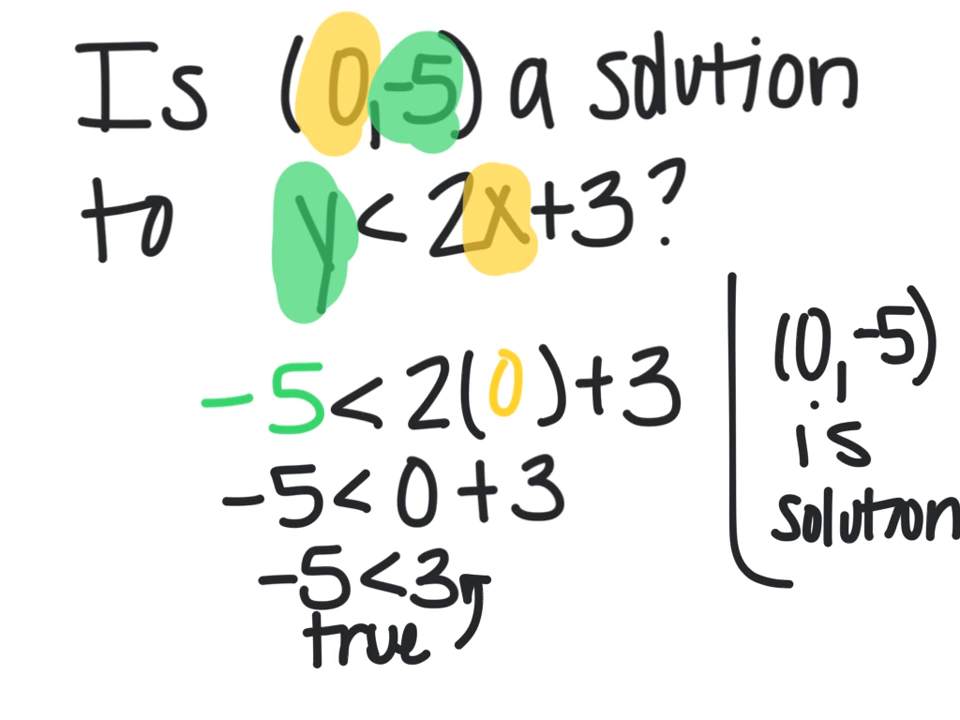 Is (0,-5) a solution
to y < 2x+3?
-5 < 2(0)+3
-5 < 0+3
-5 < 3
true
(0,-5)
is
solution